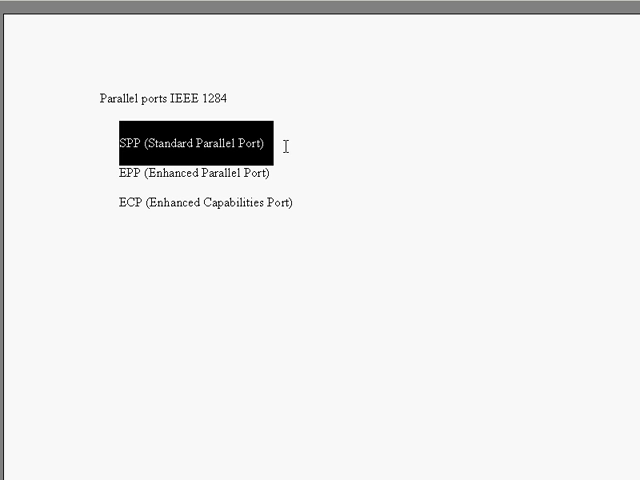 Parallel ports IEEE 1284
SPP (Standard Parallel Port)
EPP (Enhanced Parallel Port)
ECP (Enhanced Capabilities Port)